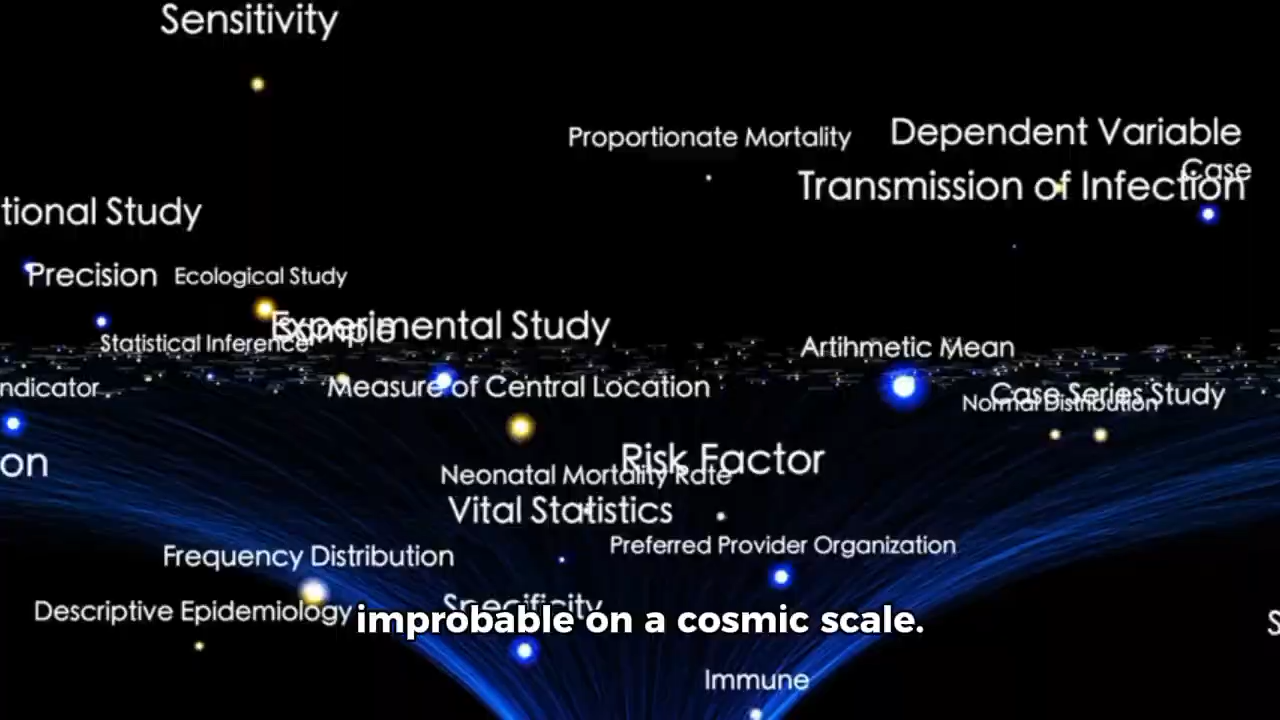 Sensitivity
Proportionate Mortality
Dependent Variable
Case
Transmission of Infection
tional Study
Precision
Ecological Study
Experimental Study
Sample
Statistical Inference
Artihmetic Mean
ndicator
Measure of Central Location
Case Series Study
Normal Distribution
on
Risk Factor
Neonatal Mortality Rate
Vital Statistics
Preferred Provider Organization
Frequency Distribution
Descriptive Epidemiology
Specificity
improbable on a cosmic scale.
S
Immune